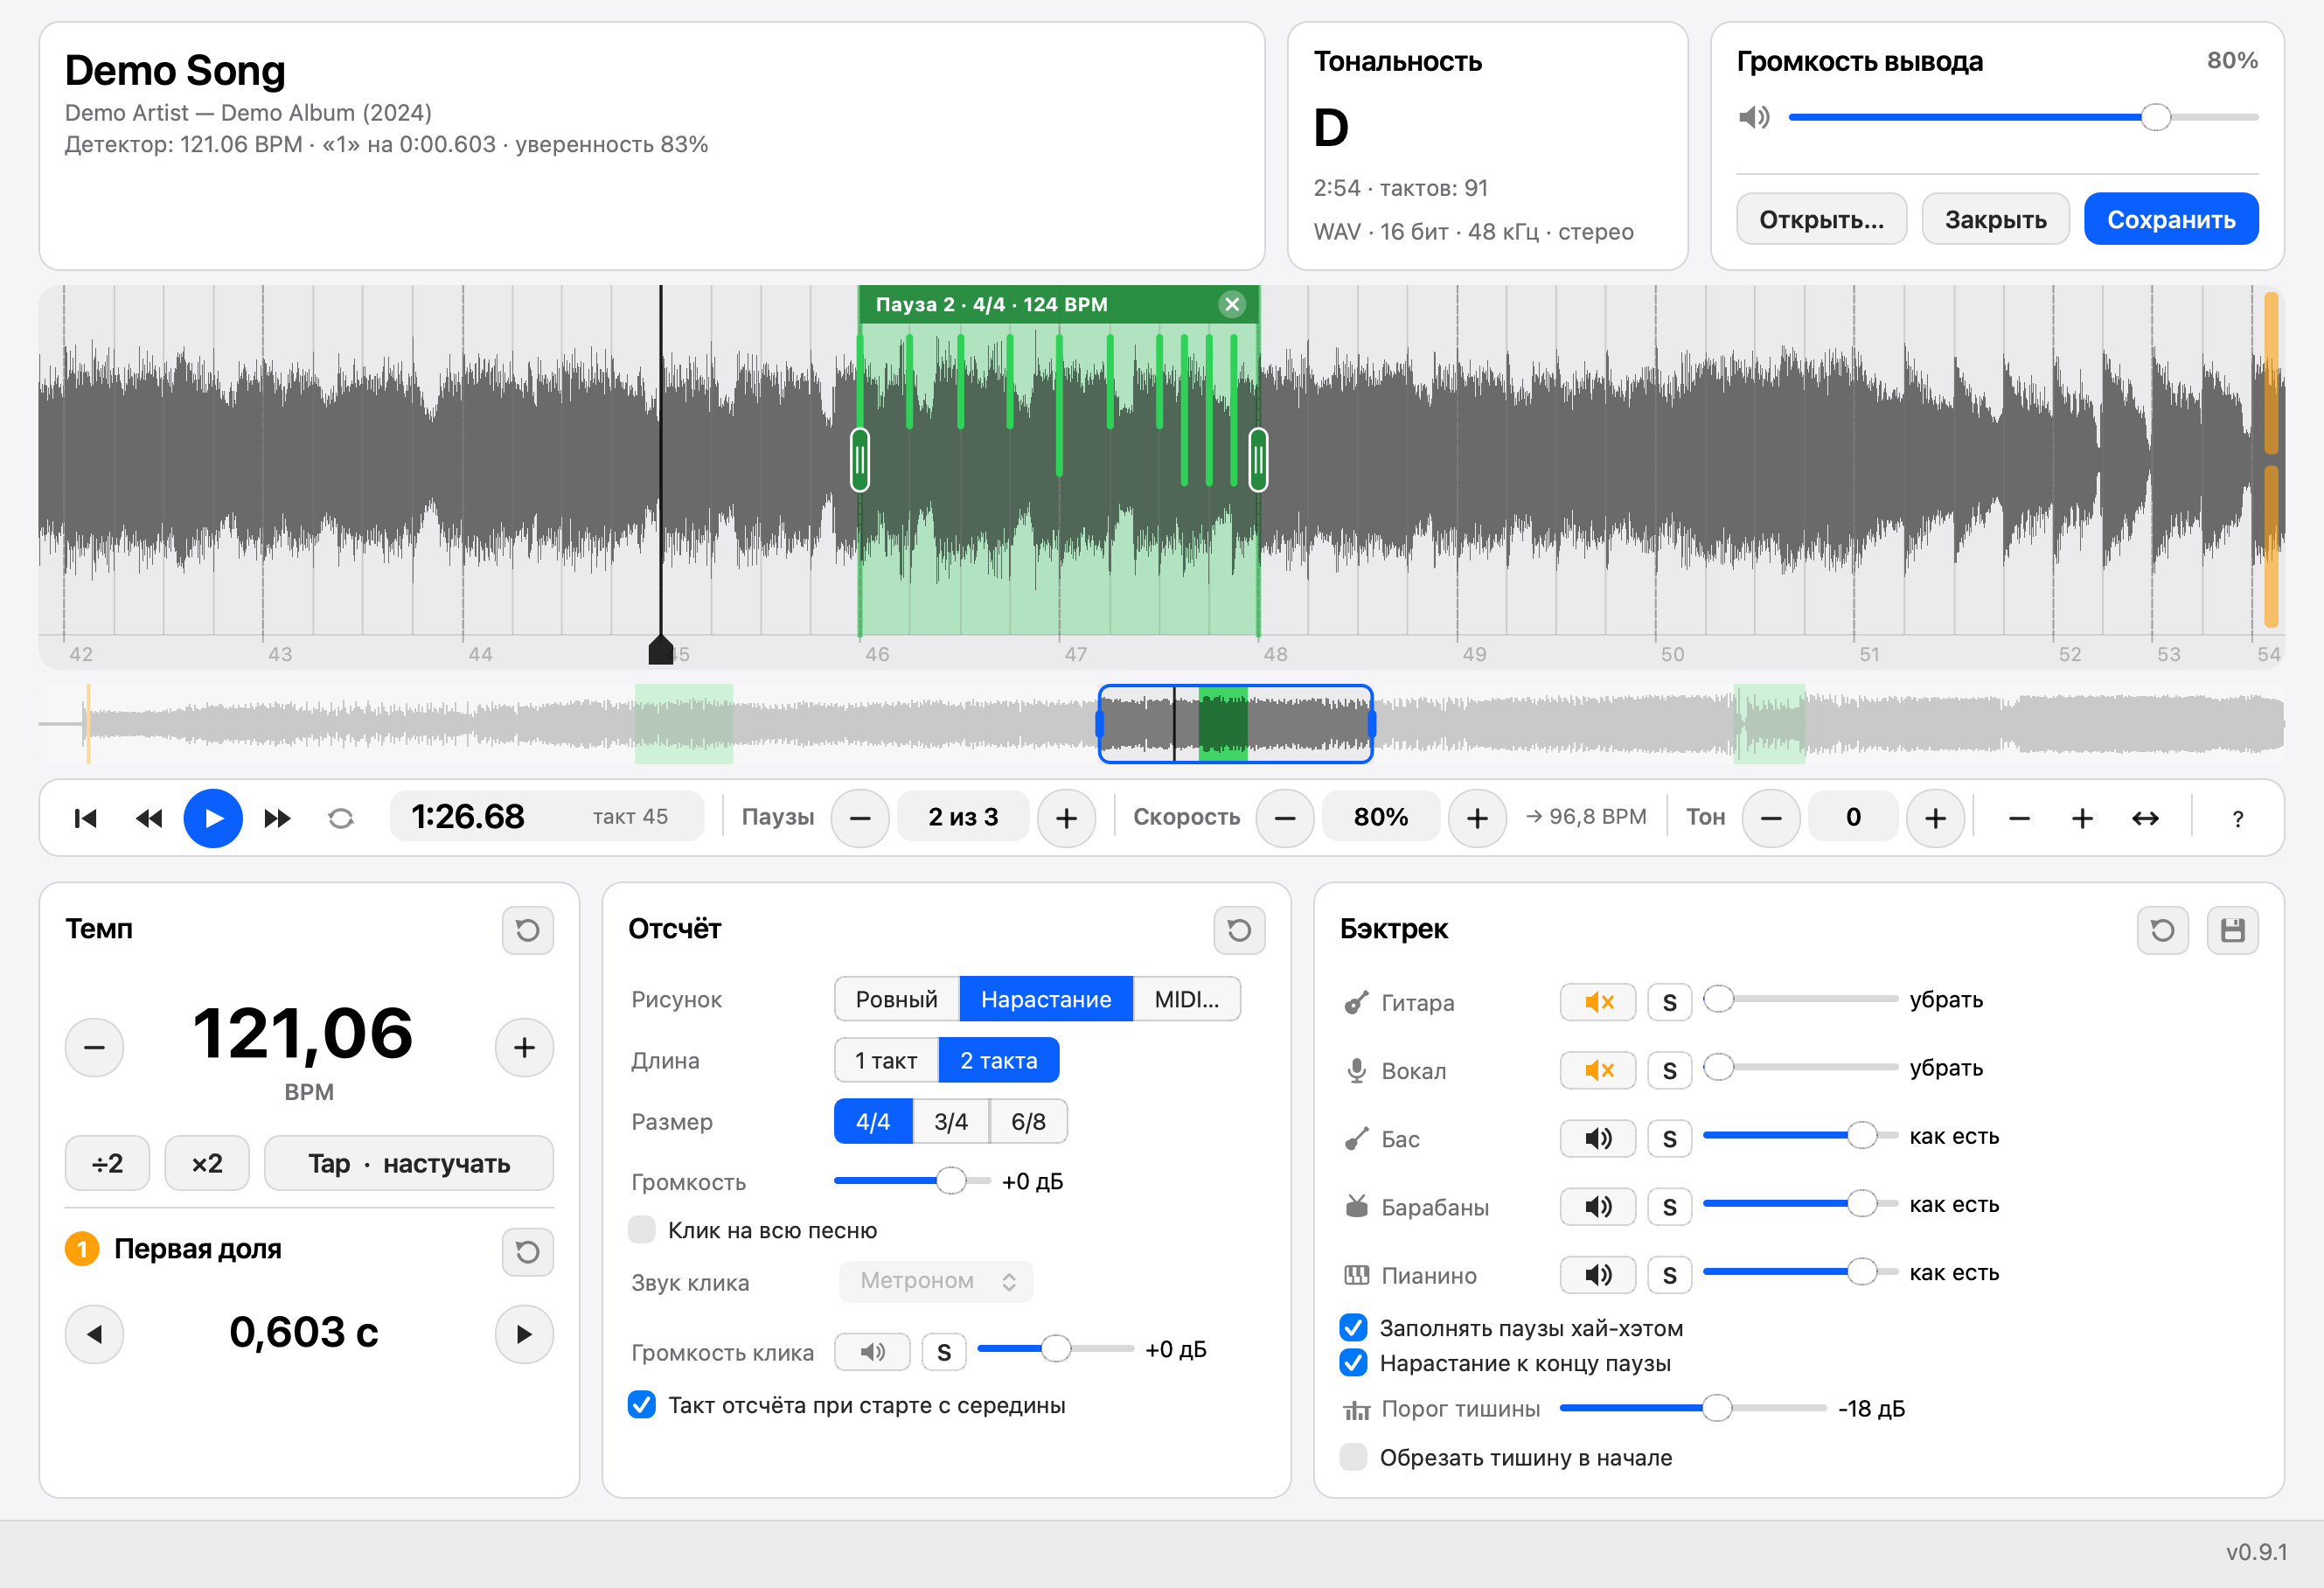 Demo Song
Demo Artist — Demo Album (2024)
Детектор: 121.06 BPM · «1» на 0:00.603 · уверенность 83%
Тональность
D
2:54 · тактов: 91
WAV · 16 бит · 48 кГц · стерео
Громкость вывода 80%
Открыть... Закрыть Сохранить
Пауза 2 · 4/4 · 124 BPM
42 43 44 45 46 47 48 49 50 51 52 53 54
1:26.68 такт 45 Паузы − 2 из 3 + Скорость − 80% + → 96,8 BPM Тон − 0 + − + ↔ ?
Темп
− 121,06 +
BPM
÷2 ×2 Tap · настучать
1 Первая доля
0,603 с
Отсчёт
Рисунок Ровный Нарастание MIDI...
Длина 1 такт 2 такта
Размер 4/4 3/4 6/8
Громкость +0 дБ
Клик на всю песню
Звук клика Метроном
Громкость клика S +0 дБ
Такт отсчёта при старте с середины
Бэктрек
Гитара S убрать
Вокал S убрать
Бас S как есть
Барабаны S как есть
Пианино S как есть
Заполнять паузы хай-хэтом
Нарастание к концу паузы
Порог тишины -18 дБ
Обрезать тишину в начале
v0.9.1